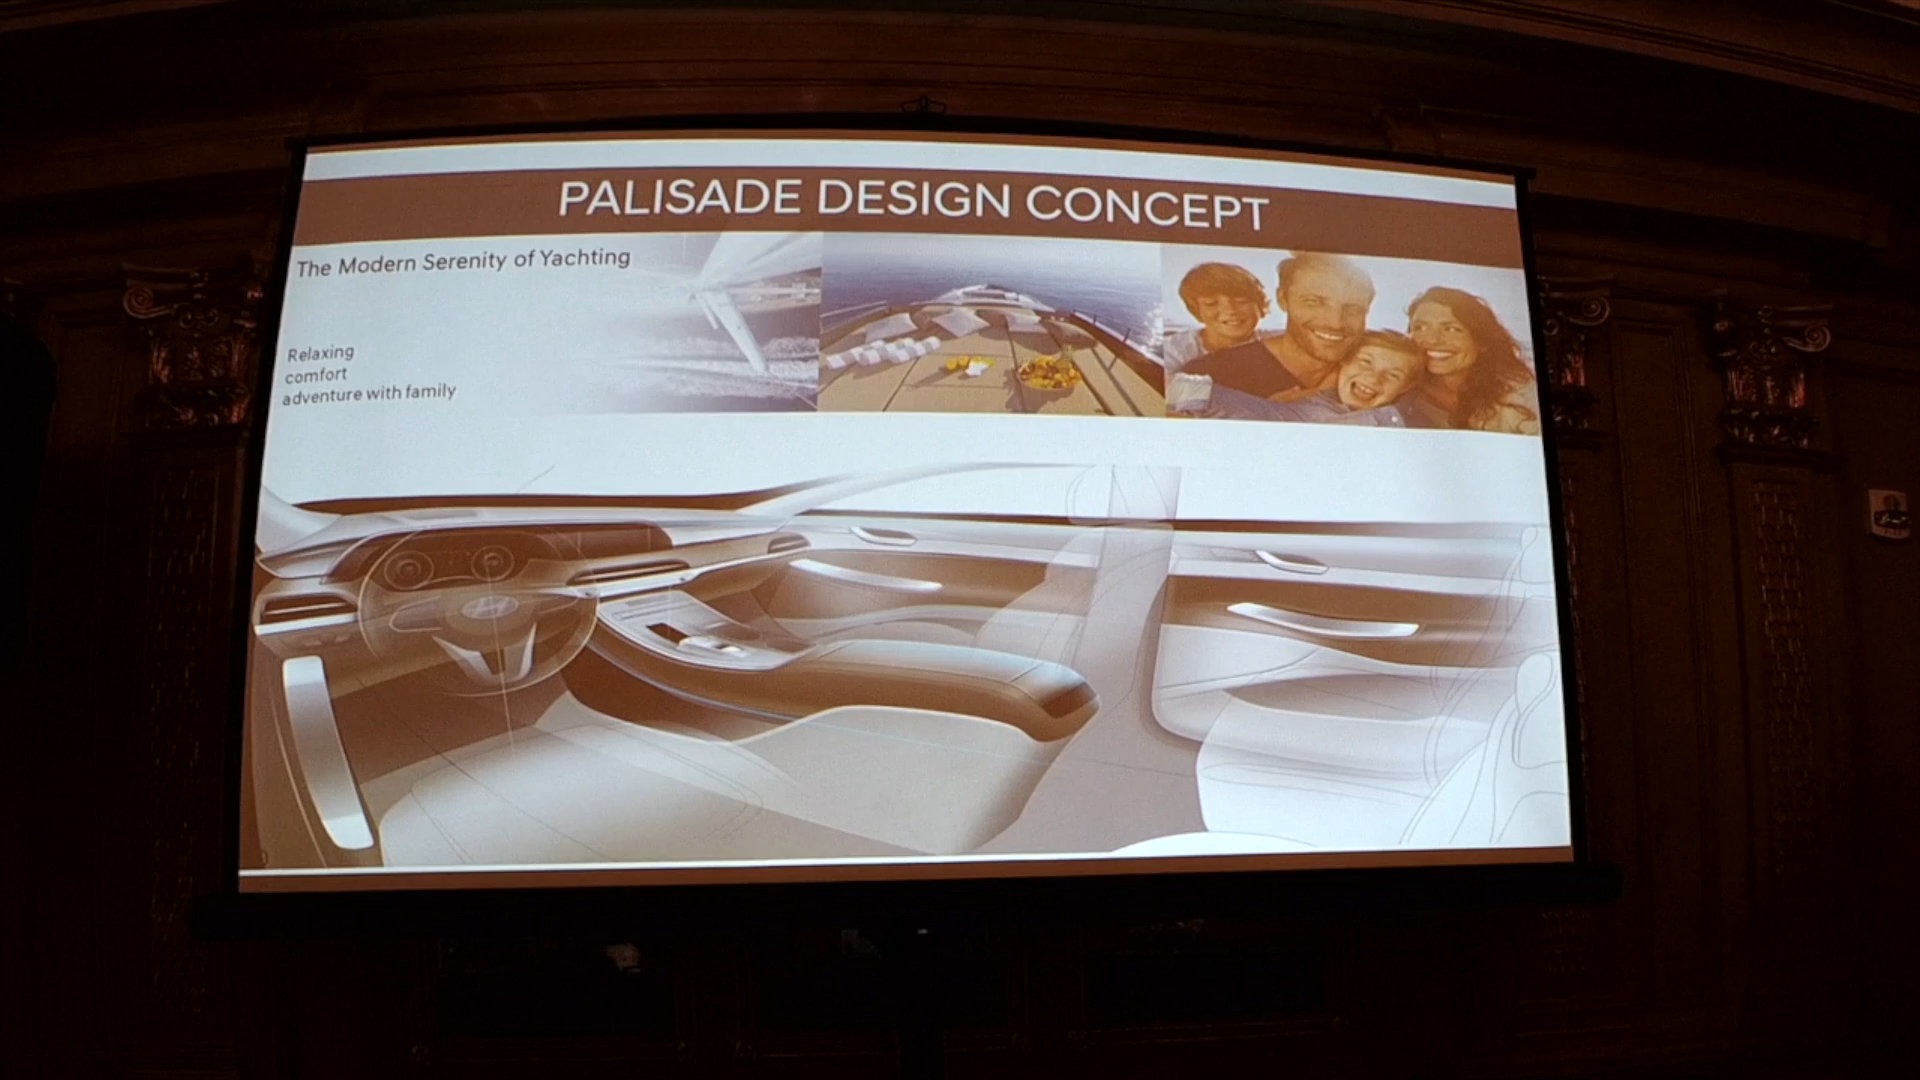 PALISADE DESIGN CONCEPT
The Modern Serenity of Yachting
Relaxing
comfort
adventure with family